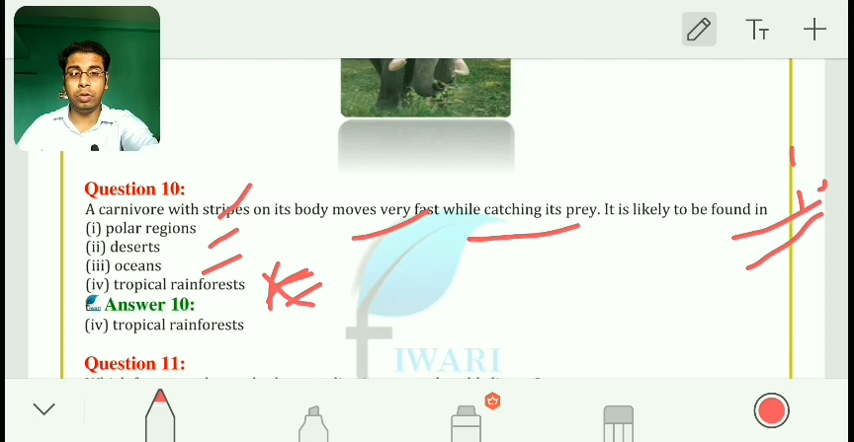 Question 10:
A carnivore with stripes on its body moves very fast while catching its prey. It is likely to be found in
(i) polar regions
(ii) deserts
(iii) oceans
(iv) tropical rainforests
Answer 10:
(iv) tropical rainforests
IWARI
Question 11: